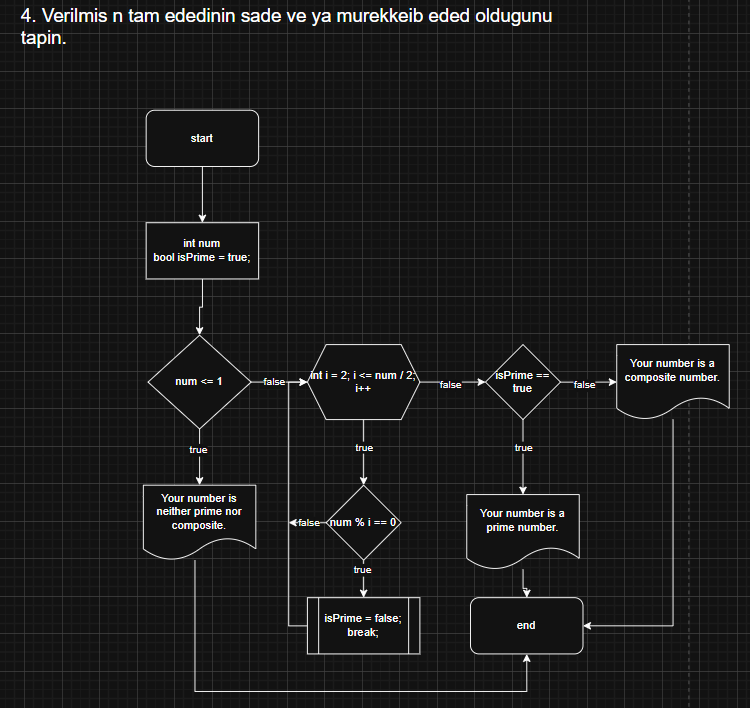 4. Verilmis n tam ededinin sade ve ya murekkeib eded oldugunu
tapin.
start
int num
bool isPrime = true;
num <= 1
false
int i = 2; i <= num / 2;
i++
false
isPrime ==
true
false
Your number is a
composite number.
true
true
true
Your number is
neither prime nor
composite.
false
num % i == 0
Your number is a
prime number.
true
isPrime = false;
break;
end